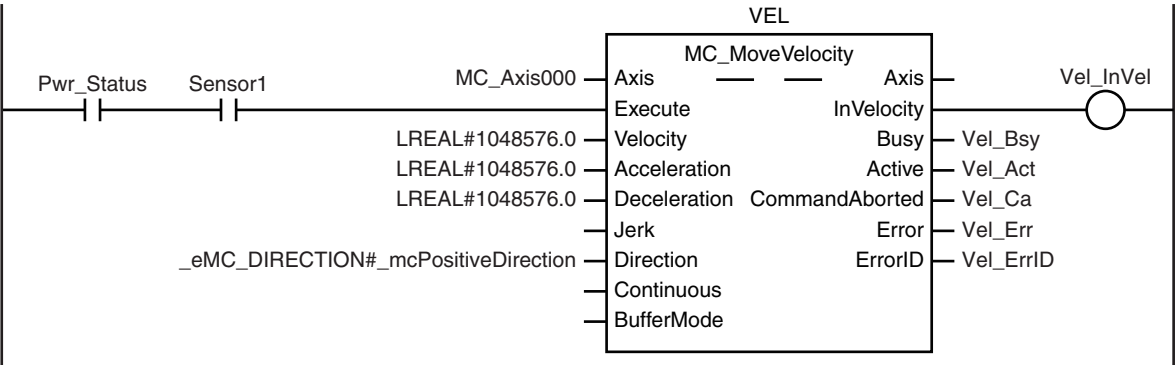 VEL
MC_MoveVelocity
Pwr_Status Sensor1 MC_Axis000 Axis Axis Vel_InVel
Execute InVelocity
LREAL#1048576.0 Velocity Busy Vel_Bsy
LREAL#1048576.0 Acceleration Active Vel_Act
LREAL#1048576.0 Deceleration CommandAborted Vel_Ca
Jerk Error Vel_Err
_eMC_DIRECTION#_mcPositiveDirection Direction ErrorID Vel_ErrID
Continuous
BufferMode